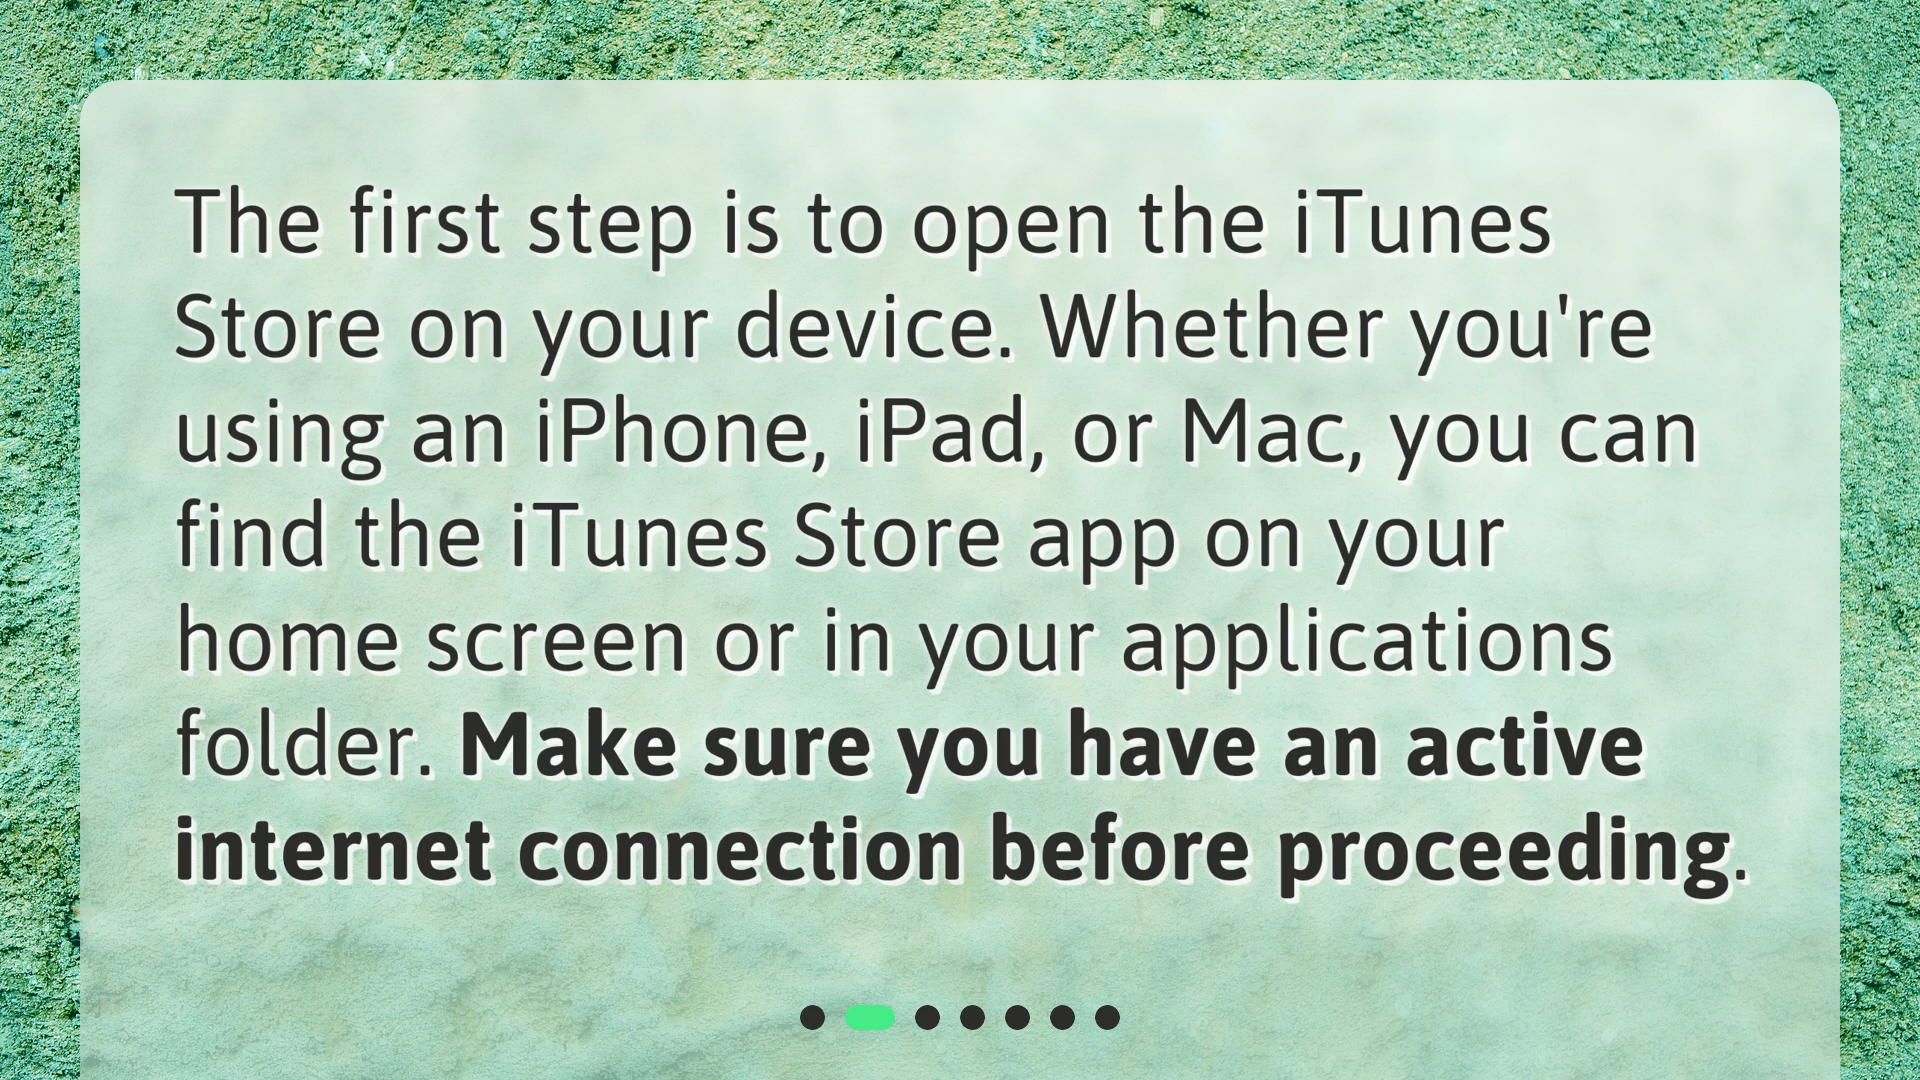 The first step is to open the iTunes
Store on your device. Whether you're
using an iPhone, iPad, or Mac, you can
find the iTunes Store app on your
home screen or in your applications
folder. Make sure you have an active
internet connection before proceeding.